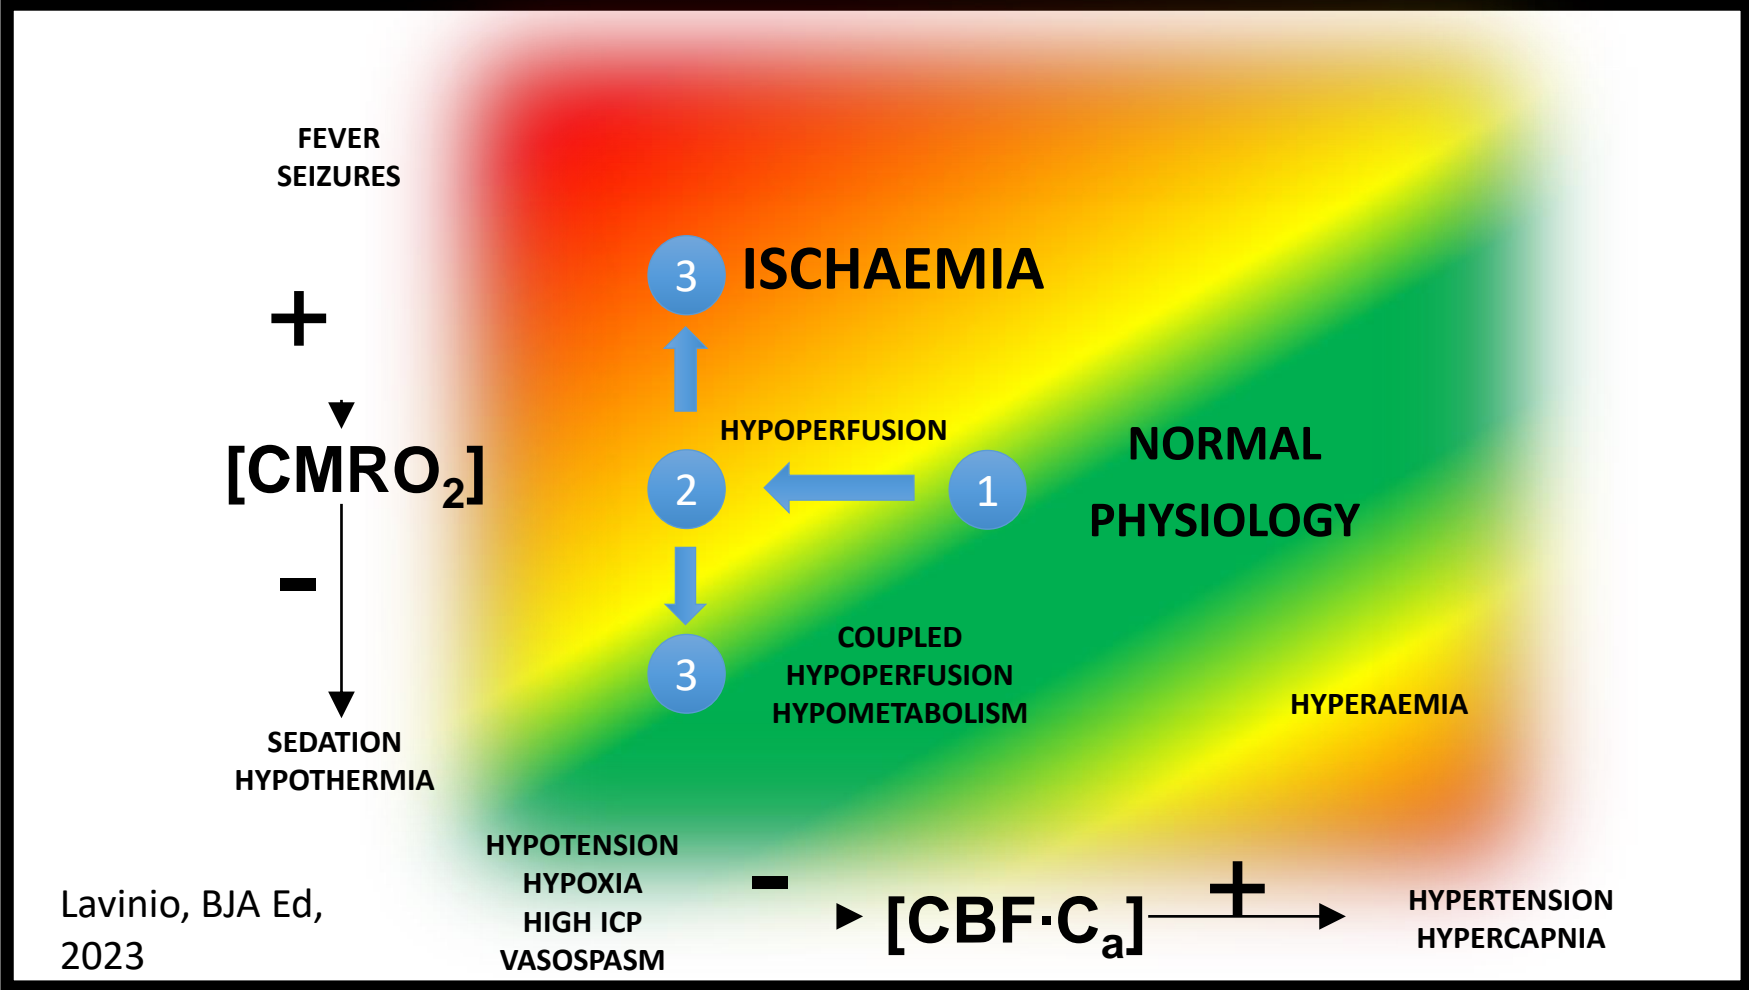 FEVER
SEIZURES
+
[CMRO₂]
-
SEDATION
HYPOTHERMIA
3
ISCHAEMIA
HYPOPERFUSION
2
1
NORMAL
PHYSIOLOGY
3
COUPLED
HYPOPERFUSION
HYPOMETABOLISM
HYPERAEMIA
HYPOTENSION
HYPOXIA
HIGH ICP
VASOSPASM
-
[CBF·Cₐ]
+
HYPERTENSION
HYPERCAPNIA
Lavinio, BJA Ed,
2023